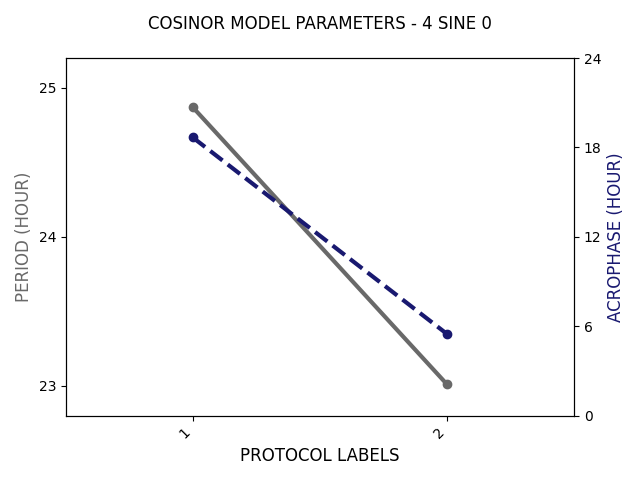 COSINOR MODEL PARAMETERS - 4 SINE 0
25
24
23
PERIOD (HOUR)
24
18
12
6
0
ACROPHASE (HOUR)
1
2
PROTOCOL LABELS